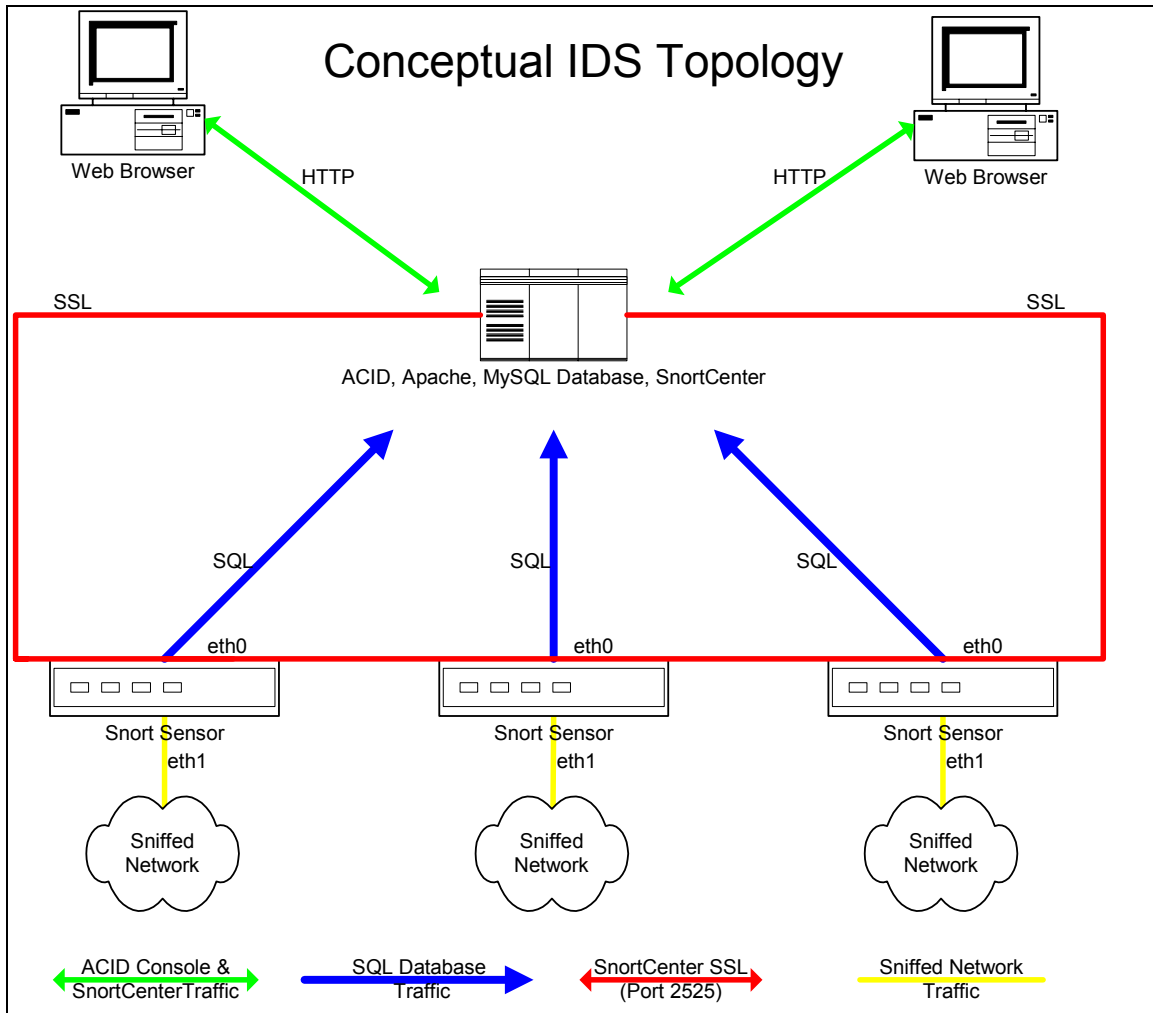 Conceptual IDS Topology
Web Browser
Web Browser
HTTP
HTTP
SSL
SSL
ACID, Apache, MySQL Database, SnortCenter
SQL
SQL
SQL
eth0
eth0
eth0
Snort Sensor
Snort Sensor
Snort Sensor
eth1
eth1
eth1
Sniffed
Network
Sniffed
Network
Sniffed
Network
ACID Console &
SnortCenterTraffic
SQL Database
Traffic
SnortCenter SSL
(Port 2525)
Sniffed Network
Traffic